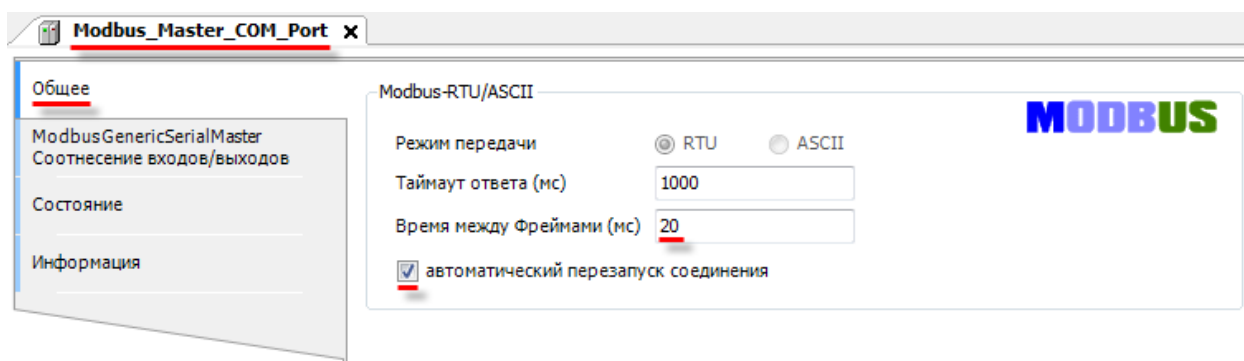 Modbus_Master_COM_Port
Общее
ModbusGenericSerialMaster
Соотнесение входов/выходов
Состояние
Информация
Modbus-RTU/ASCII
MODBUS
Режим передачи RTU ASCII
Таймаут ответа (мс) 1000
Время между Фреймами (мс) 20
автоматический перезапуск соединения